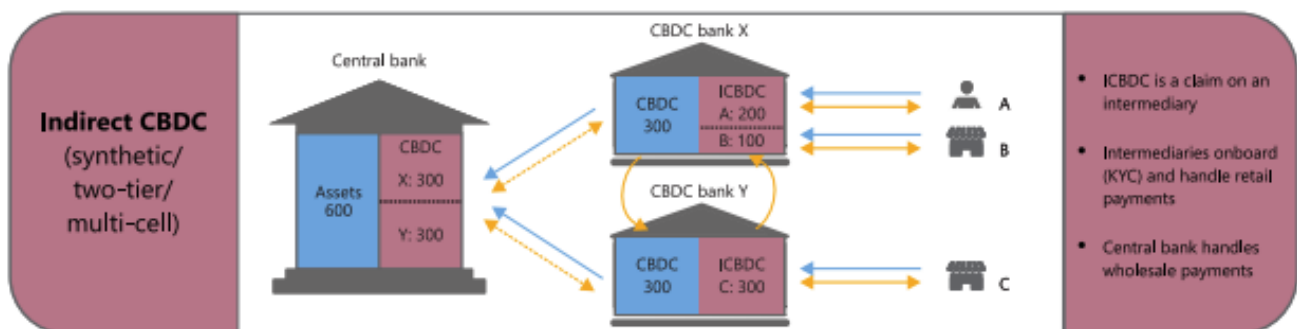 Indirect CBDC
(synthetic/
two-tier/
multi-cell)
Central bank
Assets
600
CBDC
X: 300
Y: 300
CBDC bank X
CBDC
300
ICBDC
A: 200
B: 100
CBDC bank Y
CBDC
300
ICBDC
C: 300
A
B
C
• ICBDC is a claim on an
intermediary
• Intermediaries onboard
(KYC) and handle retail
payments
• Central bank handles
wholesale payments